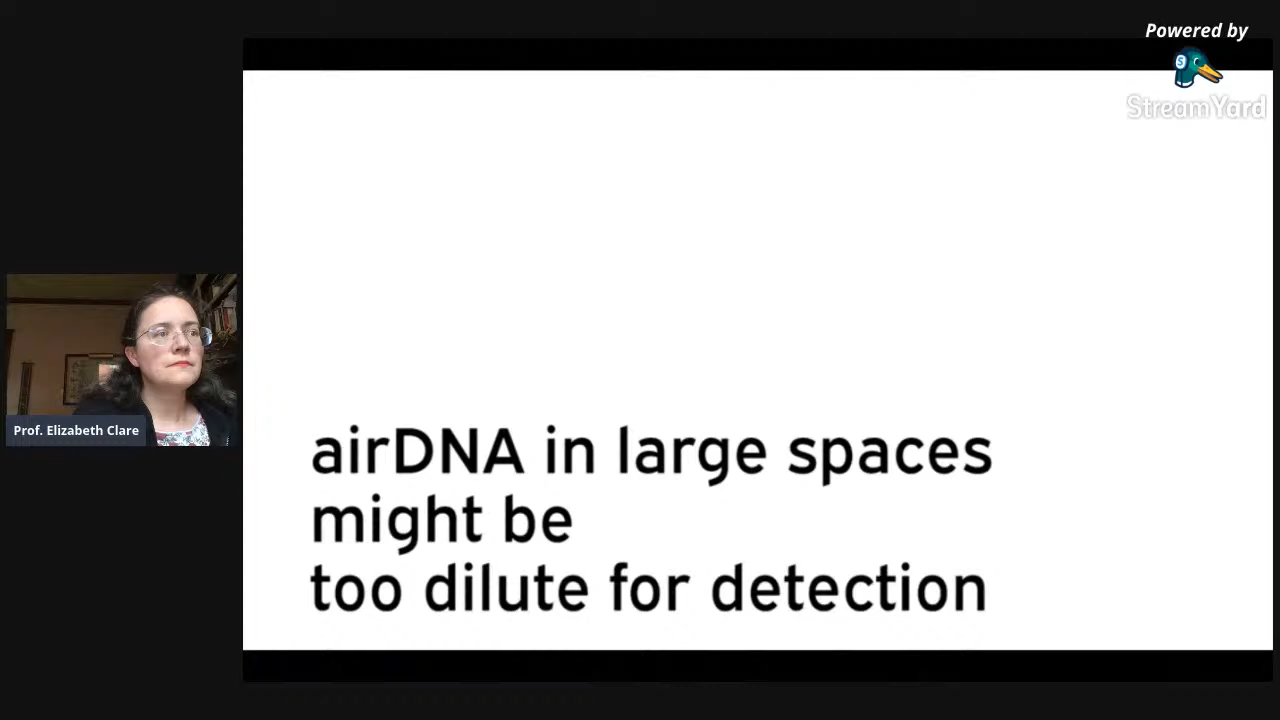 Powered by
S
StreamYard
Prof. Elizabeth Clare
airDNA in large spaces
might be
too dilute for detection